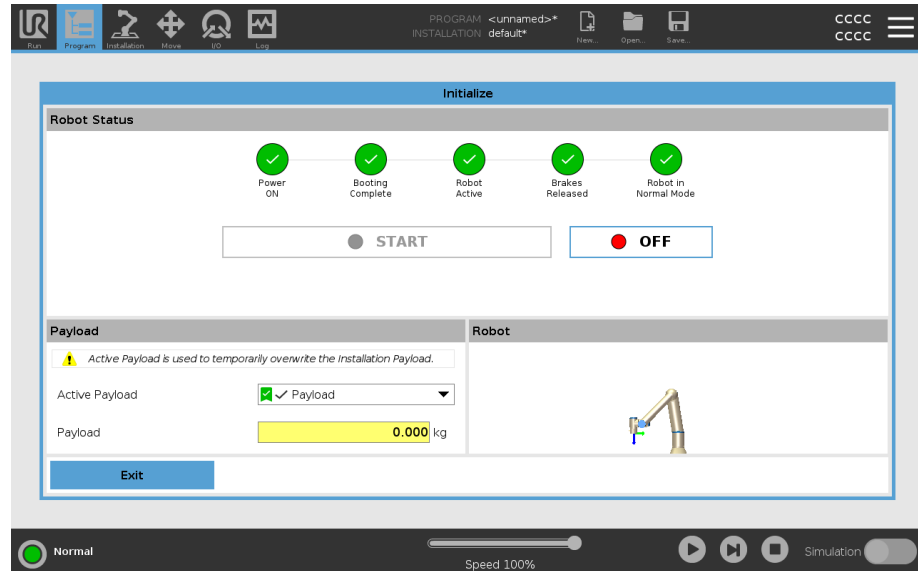 PROGRAM <unnamed>*
INSTALLATION default*
Run
Program
Installation
Move
I/O
Log
New...
Open...
Save...
CCCC
CCCC
Initialize
Robot Status
Power
ON
Booting
Complete
Robot
Active
Brakes
Released
Robot in
Normal Mode
START
OFF
Payload
Robot
Active Payload is used to temporarily overwrite the Installation Payload.
Active Payload
Payload
Payload
0.000 kg
Exit
Normal
Speed 100%
Simulation